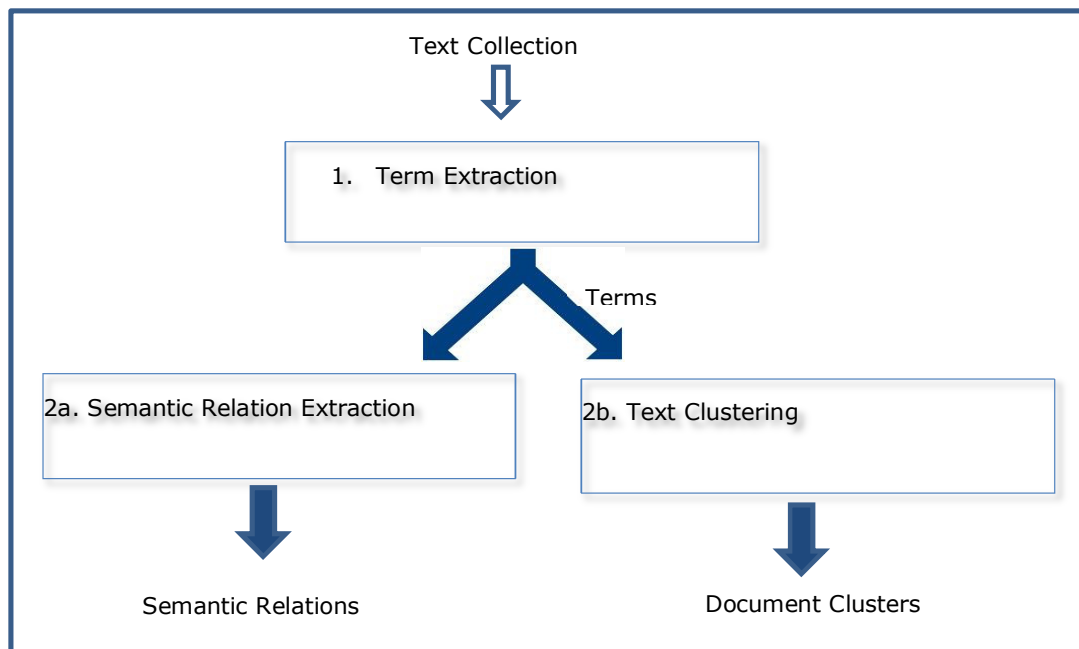 Text Collection
1. Term Extraction
Terms
2a. Semantic Relation Extraction
2b. Text Clustering
Semantic Relations
Document Clusters